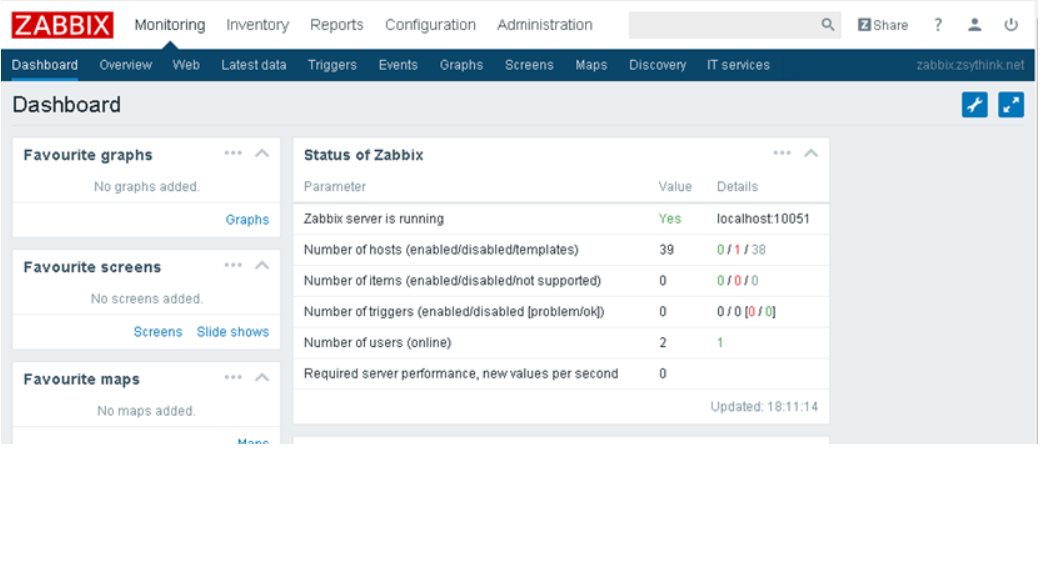 ZABBIX Monitoring Inventory Reports Configuration Administration Z Share ?
Dashboard Overview Web Latest data Triggers Events Graphs Screens Maps Discovery IT services zabbix.zsythink.net
Dashboard
Favourite graphs
No graphs added.
Graphs
Favourite screens
No screens added.
Screens Slide shows
Favourite maps
No maps added.
Maps
Status of Zabbix
Parameter Value Details
Zabbix server is running Yes localhost:10051
Number of hosts (enabled/disabled/templates) 39 0 / 1 / 38
Number of items (enabled/disabled/not supported) 0 0 / 0 / 0
Number of triggers (enabled/disabled [problem/ok]) 0 0 / 0 [0 / 0]
Number of users (online) 2 1
Required server performance, new values per second 0
Updated: 18:11:14